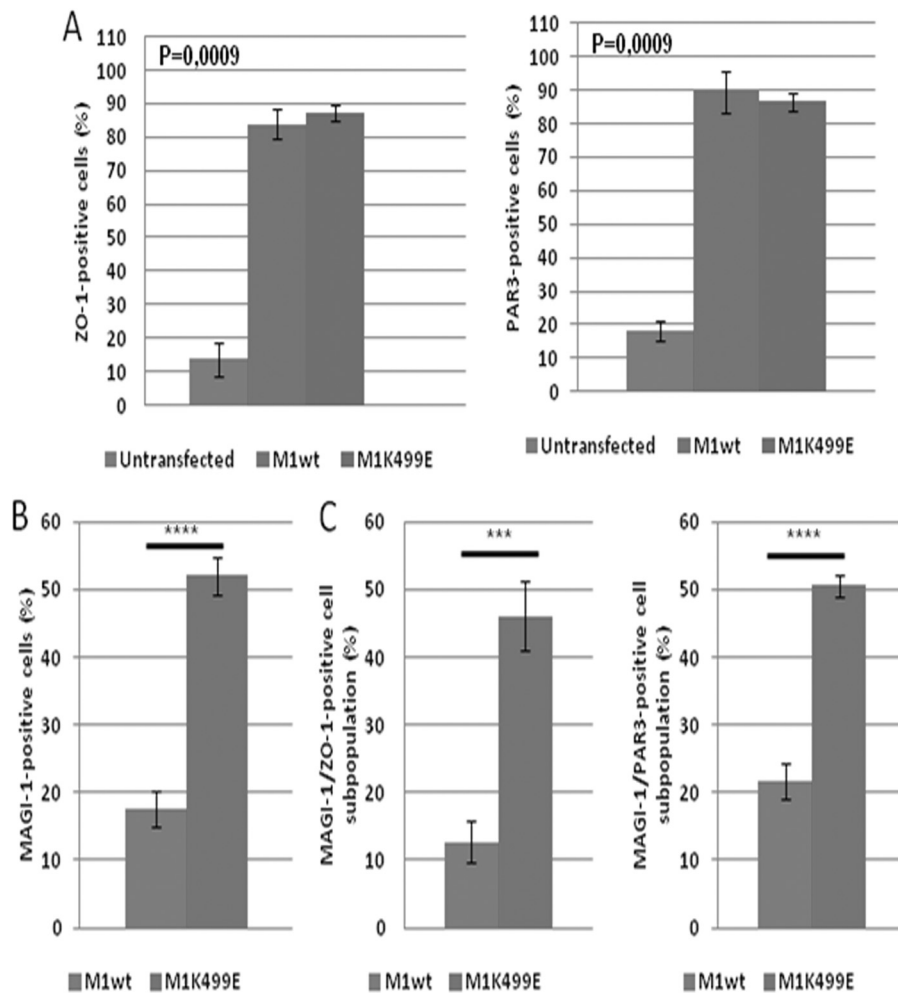 A
P=0,0009
ZO-1-positive cells (%)
110
100
90
80
70
60
50
40
30
20
10
0
Untransfected M1wt M1K499E
P=0,0009
PAR3-positive cells (%)
110
100
90
80
70
60
50
40
30
20
10
0
Untransfected M1wt M1K499E
B
MAGI-1-positive cells (%)
60
50
40
30
20
10
0
****
M1wt M1K499E
C
MAGI-1/ZO-1-positive cell
subpopulation (%)
60
50
40
30
20
10
0
***
M1wt M1K499E
MAGI-1/PAR3-positive cell
subpopulation (%)
60
50
40
30
20
10
0
****
M1wt M1K499E